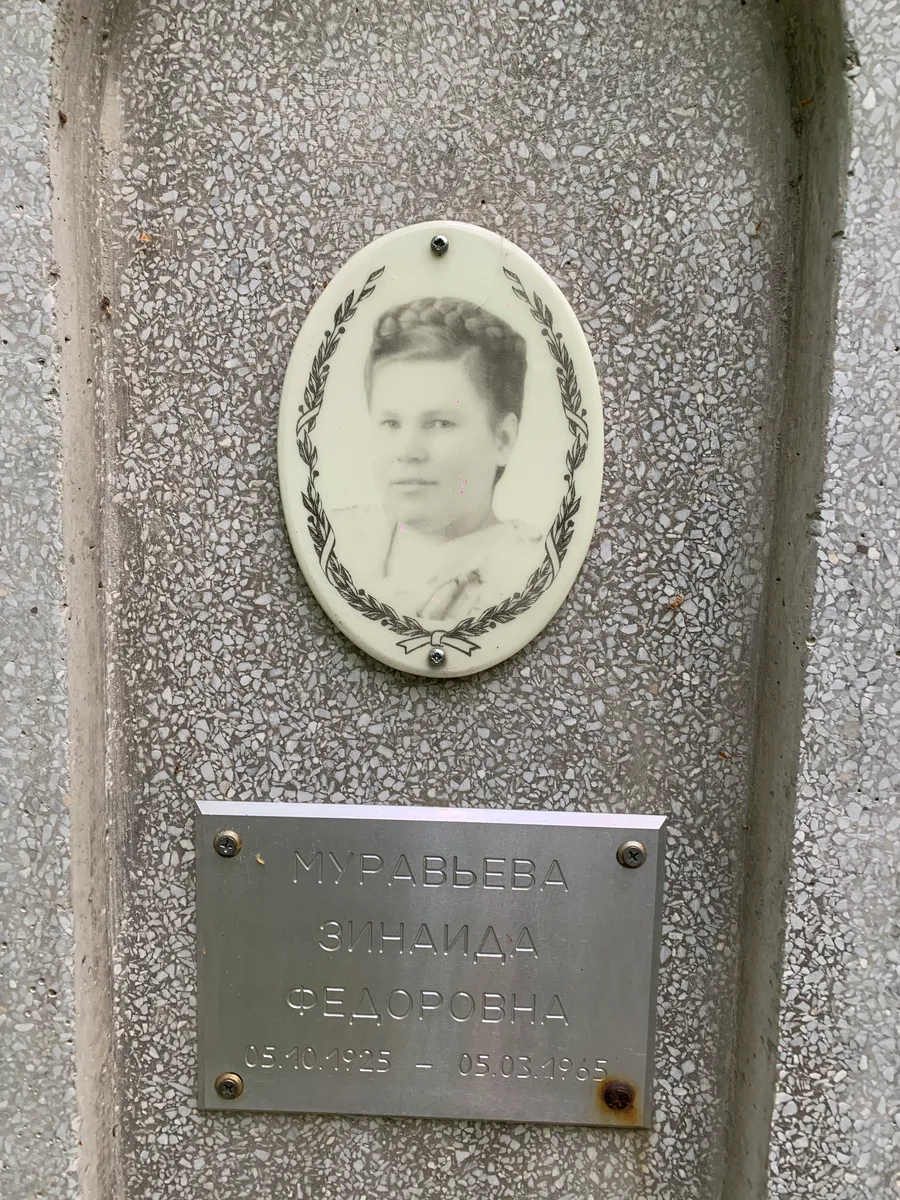 МУРАВЬЕВА
ЗИНАИДА
ФЕДОРОВНА
05.10.1925 – 05.03.1965